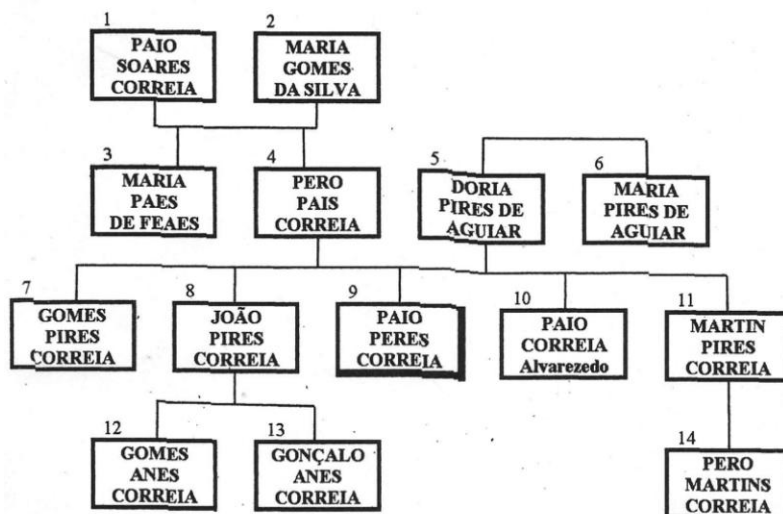 1
PAIO
SOARES
CORREIA
2
MARIA
GOMES
DA SILVA
3
MARIA
PAES
DE FEAES
4
PERO
PAIS
CORREIA
5
DORIA
PIRES DE
AGUIAR
6
MARIA
PIRES DE
AGUIAR
7
GOMES
PIRES
CORREIA
8
JOÃO
PIRES
CORREIA
9
PAIO
PERES
CORREIA
10
PAIO
CORREIA
Alvarezedo
11
MARTIN
PIRES
CORREIA
12
GOMES
ANES
CORREIA
13
GONÇALO
ANES
CORREIA
14
PERO
MARTINS
CORREIA